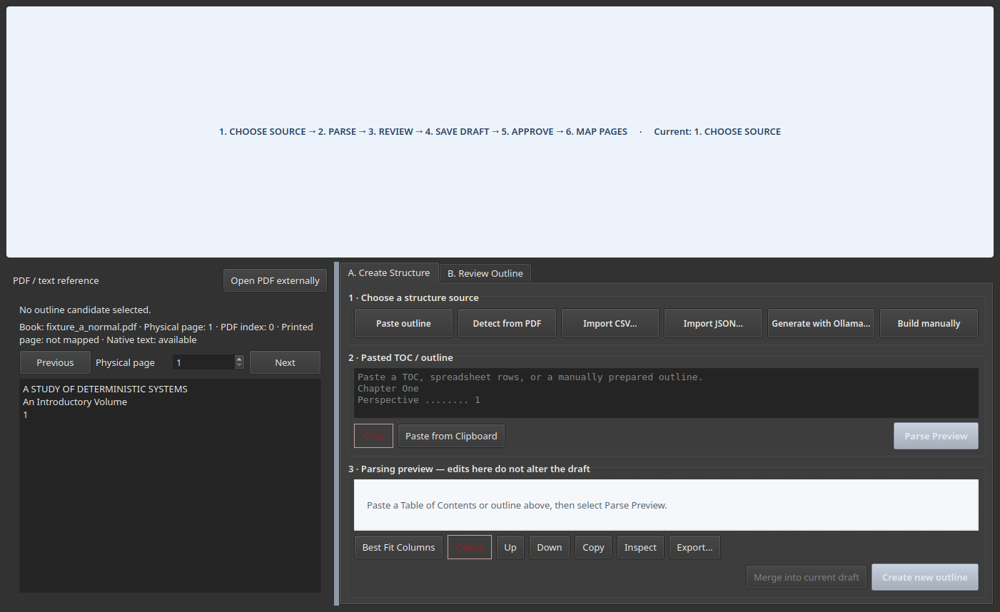 1. CHOOSE SOURCE → 2. PARSE → 3. REVIEW → 4. SAVE DRAFT → 5. APPROVE → 6. MAP PAGES · Current: 1. CHOOSE SOURCE
PDF / text reference
Open PDF externally
No outline candidate selected.
Book: fixture_a_normal.pdf · Physical page: 1 · PDF index: 0 · Printed
page: not mapped · Native text: available
Previous
Physical page
1
Next
A STUDY OF DETERMINISTIC SYSTEMS
An Introductory Volume
1
A. Create Structure
B. Review Outline
1 · Choose a structure source
Paste outline
Detect from PDF
Import CSV...
Import JSON...
Generate with Ollama...
Build manually
2 · Pasted TOC / outline
Paste a TOC, spreadsheet rows, or a manually prepared outline.
Chapter One
Perspective ........ 1
Clear
Paste from Clipboard
Parse Preview
3 · Parsing preview — edits here do not alter the draft
Paste a Table of Contents or outline above, then select Parse Preview.
Best Fit Columns
Delete
Up
Down
Copy
Inspect
Export...
Merge into current draft
Create new outline